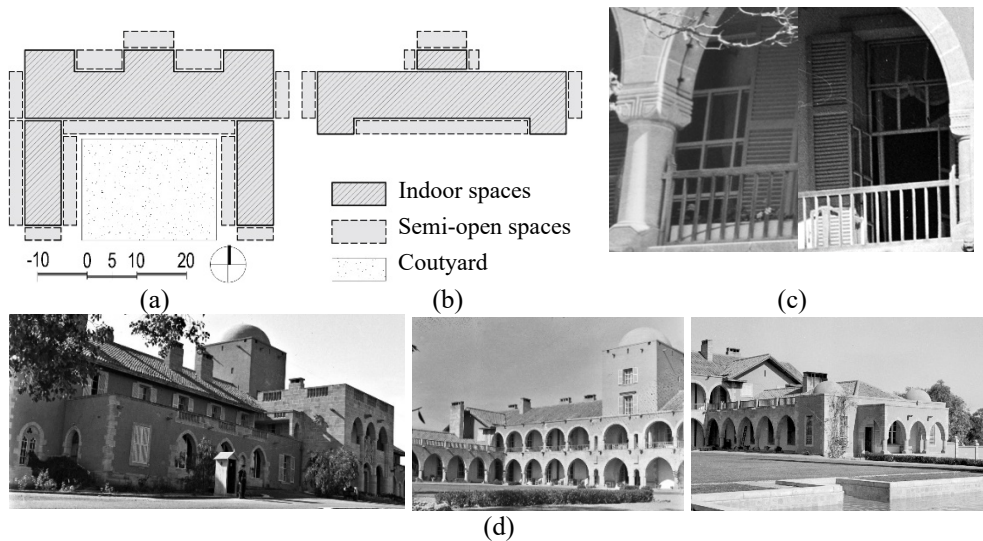 Indoor spaces
Semi-open spaces
Coutyard
-10 0 5 10 20
(a) (b) (c)
(d)